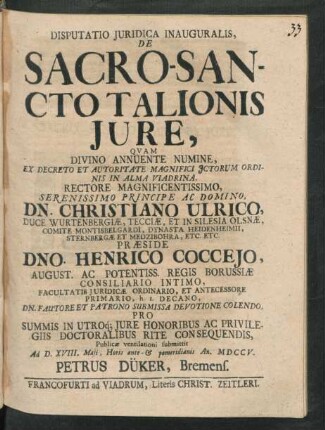 33
DISPUTATIO JURIDICA INAUGURALIS,
DE
SACRO-SAN-
CTO TALIONIS
JURE,
QVAM
DIVINO ANNUENTE NUMINE,
EX DECRETO ET AUTORITATE MAGNIFICI JCTORUM ORDI-
NIS IN ALMA VIADRINA.
RECTORE MAGNIFICENTISSIMO,
SERENISSIMO PRINCIPE AC DOMINO,
DN. CHRISTIANO ULRICO,
DUCE WURTENBERGIÆ, TECCIÆ, ET IN SILESIA OLSNÆ,
COMITE MONTISBELGARDI, DYNASTA HEIDENHEIMII,
STERNBERGÆ ET MEDZIBOHRÆ, ETC. ETC.
PRÆSIDE
DNO. HENRICO COCCEJO,
AUGUST. AC POTENTISS. REGIS BORUSSIÆ
CONSILIARIO INTIMO,
FACULTATIS JURIDICÆ ORDINARIO, ET ANTECESSORE
PRIMARIO, h. t. DECANO,
DN. FAUTORE ET PATRONO SUBMISSA DEVOTIONE COLENDO,
PRO
SUMMIS IN UTROq; JURE HONORIBUS AC PRIVILE-
GIIS DOCTORALIBUS RITE CONSEQUENDIS,
Publicæ ventilationi submittit
Ad D. XVIII. Maji, Horis ante- & pomeridianis An. MDCCV.
PETRUS DÜKER, Bremens.
FRANCOFURTI ad VIADRUM, Literis CHRIST. ZEITLERI.